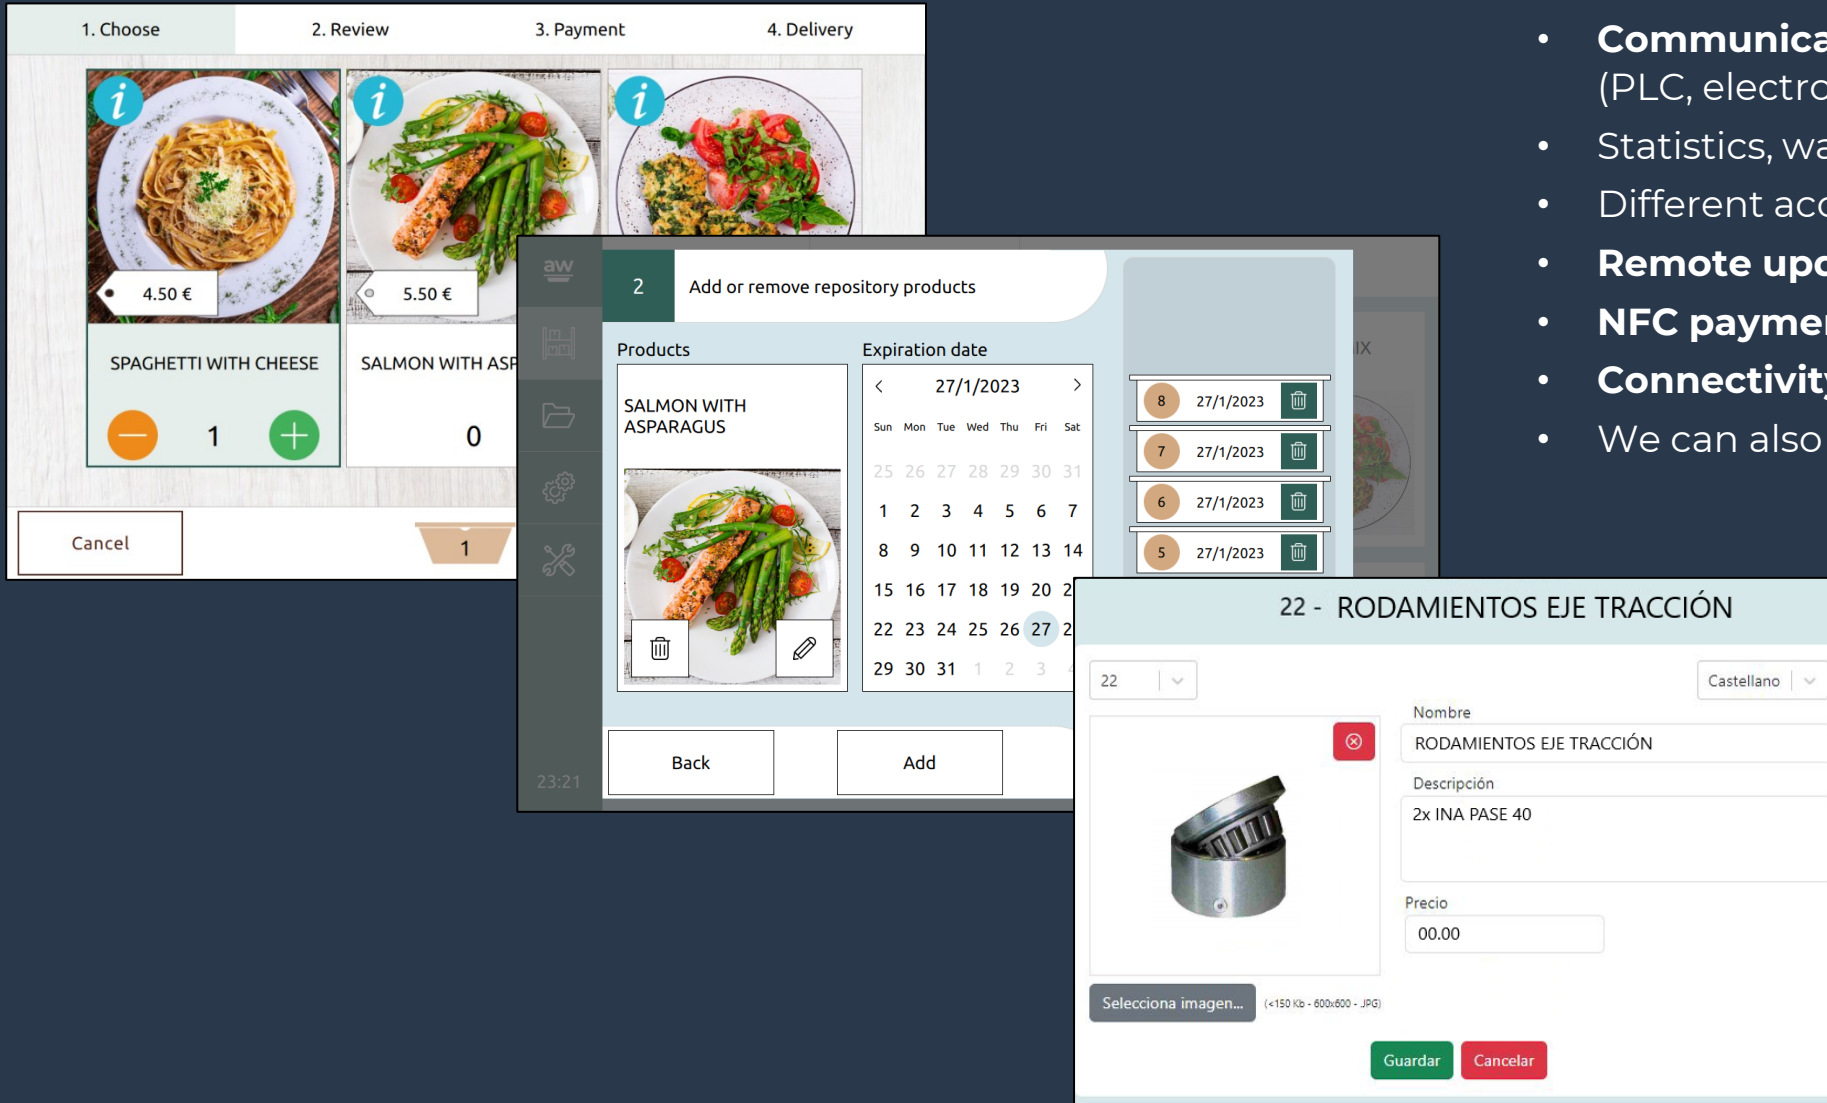 1. Choose
2. Review
3. Payment
4. Delivery
i
i
i
4.50 €
5.50 €
SPAGHETTI WITH CHEESE
SALMON WITH ASP
1
0
Cancel
1
aw
2
Add or remove repository products
Products
Expiration date
SALMON WITH
ASPARAGUS
27/1/2023
Sun Mon Tue Wed Thu Fri Sat
25 26 27 28 29 30 31
1 2 3 4 5 6 7
8 9 10 11 12 13 14
15 16 17 18 19 20 2
22 23 24 25 26 27 2
29 30 31 1 2 3 4
8 27/1/2023
7 27/1/2023
6 27/1/2023
5 27/1/2023
IX
Back
Add
23:21
22 - RODAMIENTOS EJE TRACCIÓN
22
Castellano
Nombre
RODAMIENTOS EJE TRACCIÓN
Descripción
2x INA PASE 40
Precio
00.00
Selecciona imagen...
(<150 Kb - 600x600 - .JPG)
Guardar
Cancelar
• Communica
(PLC, electro
• Statistics, wa
• Different acc
• Remote upd
• NFC paymen
• Connectivity
• We can also